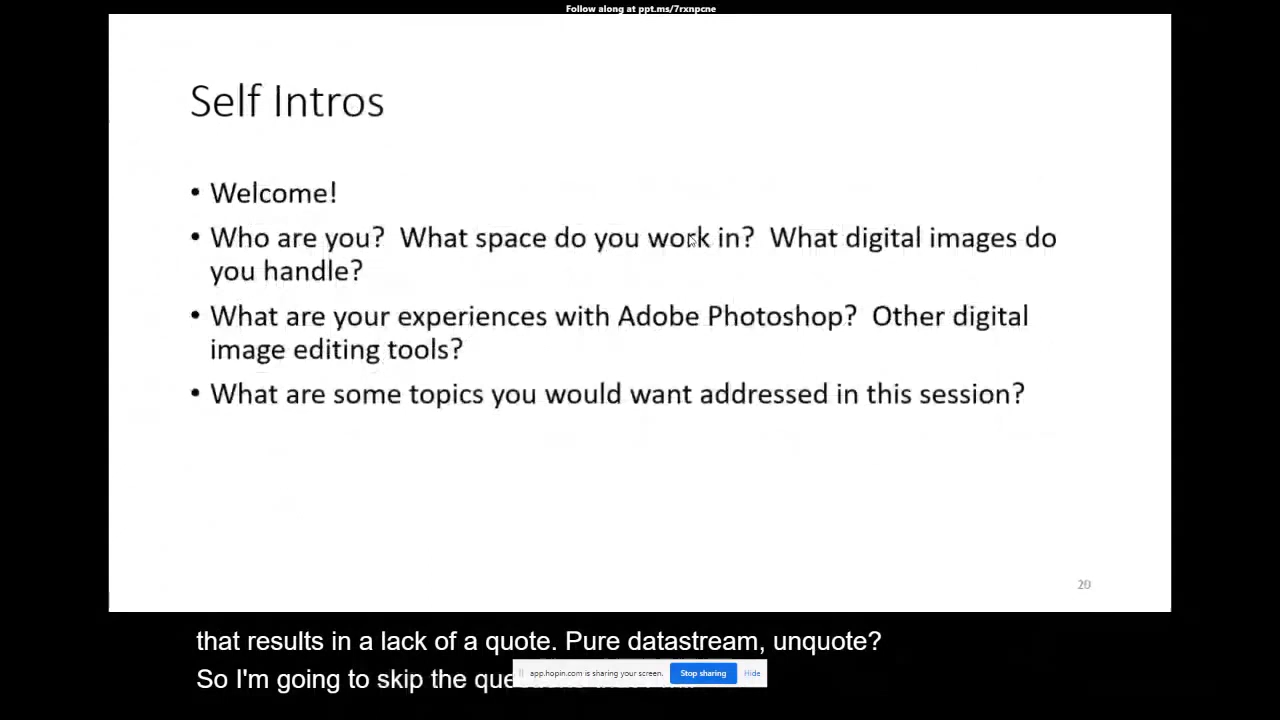 Follow along at ppt.ms/7rxnpcne
Self Intros
• Welcome!
• Who are you? What space do you work in? What digital images do
you handle?
• What are your experiences with Adobe Photoshop? Other digital
image editing tools?
• What are some topics you would want addressed in this session?
20
that results in a lack of a quote. Pure datastream, unquote?
So I'm going to skip the
app.hopin.com is sharing your screen. Stop sharing Hide